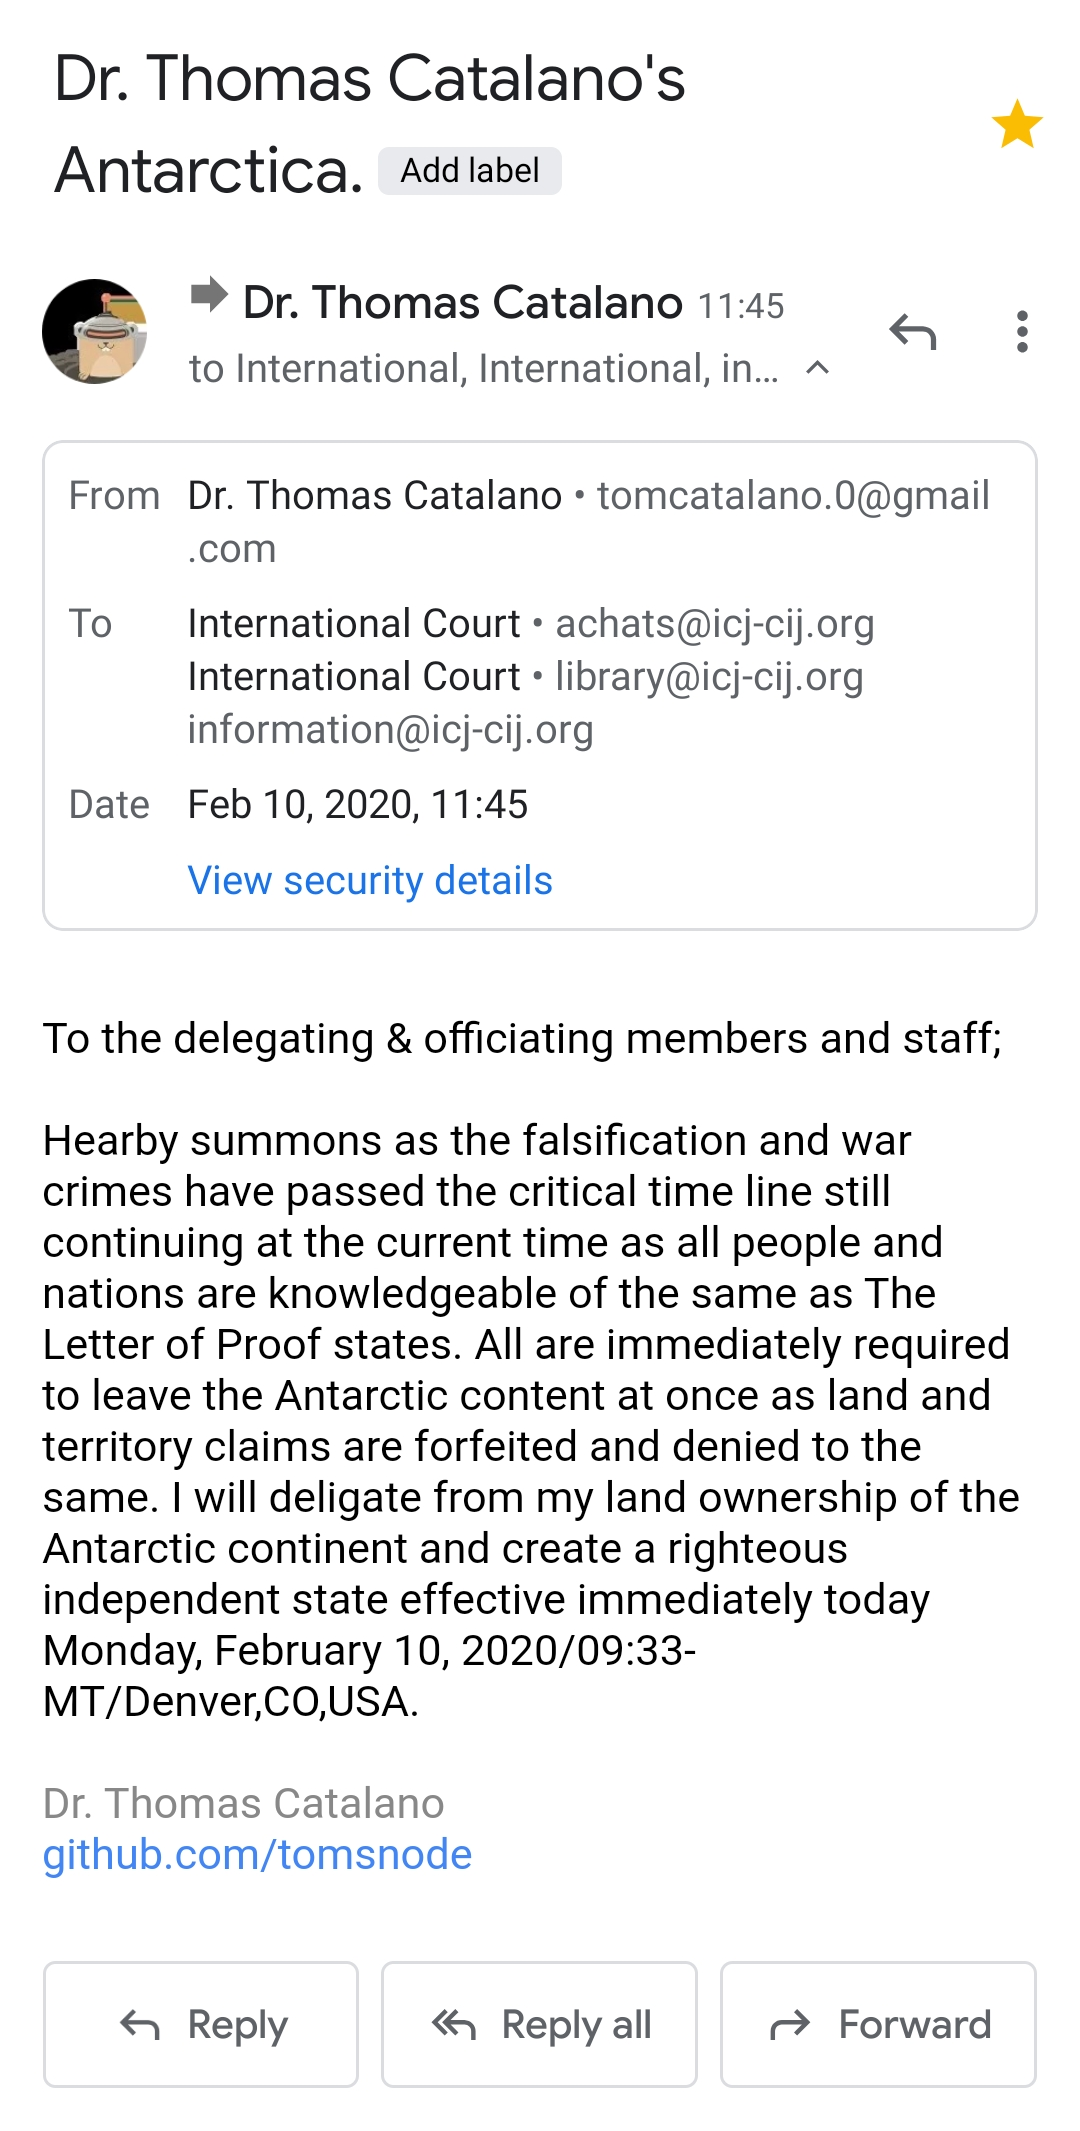 Dr. Thomas Catalano's
Antarctica. Add label
Dr. Thomas Catalano 11:45
to International, International, in...
From Dr. Thomas Catalano • tomcatalano.0@gmail
.com
To International Court • achats@icj-cij.org
International Court • library@icj-cij.org
information@icj-cij.org
Date Feb 10, 2020, 11:45
View security details
To the delegating & officiating members and staff;
Hearby summons as the falsification and war
crimes have passed the critical time line still
continuing at the current time as all people and
nations are knowledgeable of the same as The
Letter of Proof states. All are immediately required
to leave the Antarctic content at once as land and
territory claims are forfeited and denied to the
same. I will deligate from my land ownership of the
Antarctic continent and create a righteous
independent state effective immediately today
Monday, February 10, 2020/09:33-
MT/Denver,CO,USA.
Dr. Thomas Catalano
github.com/tomsnode
Reply Reply all Forward